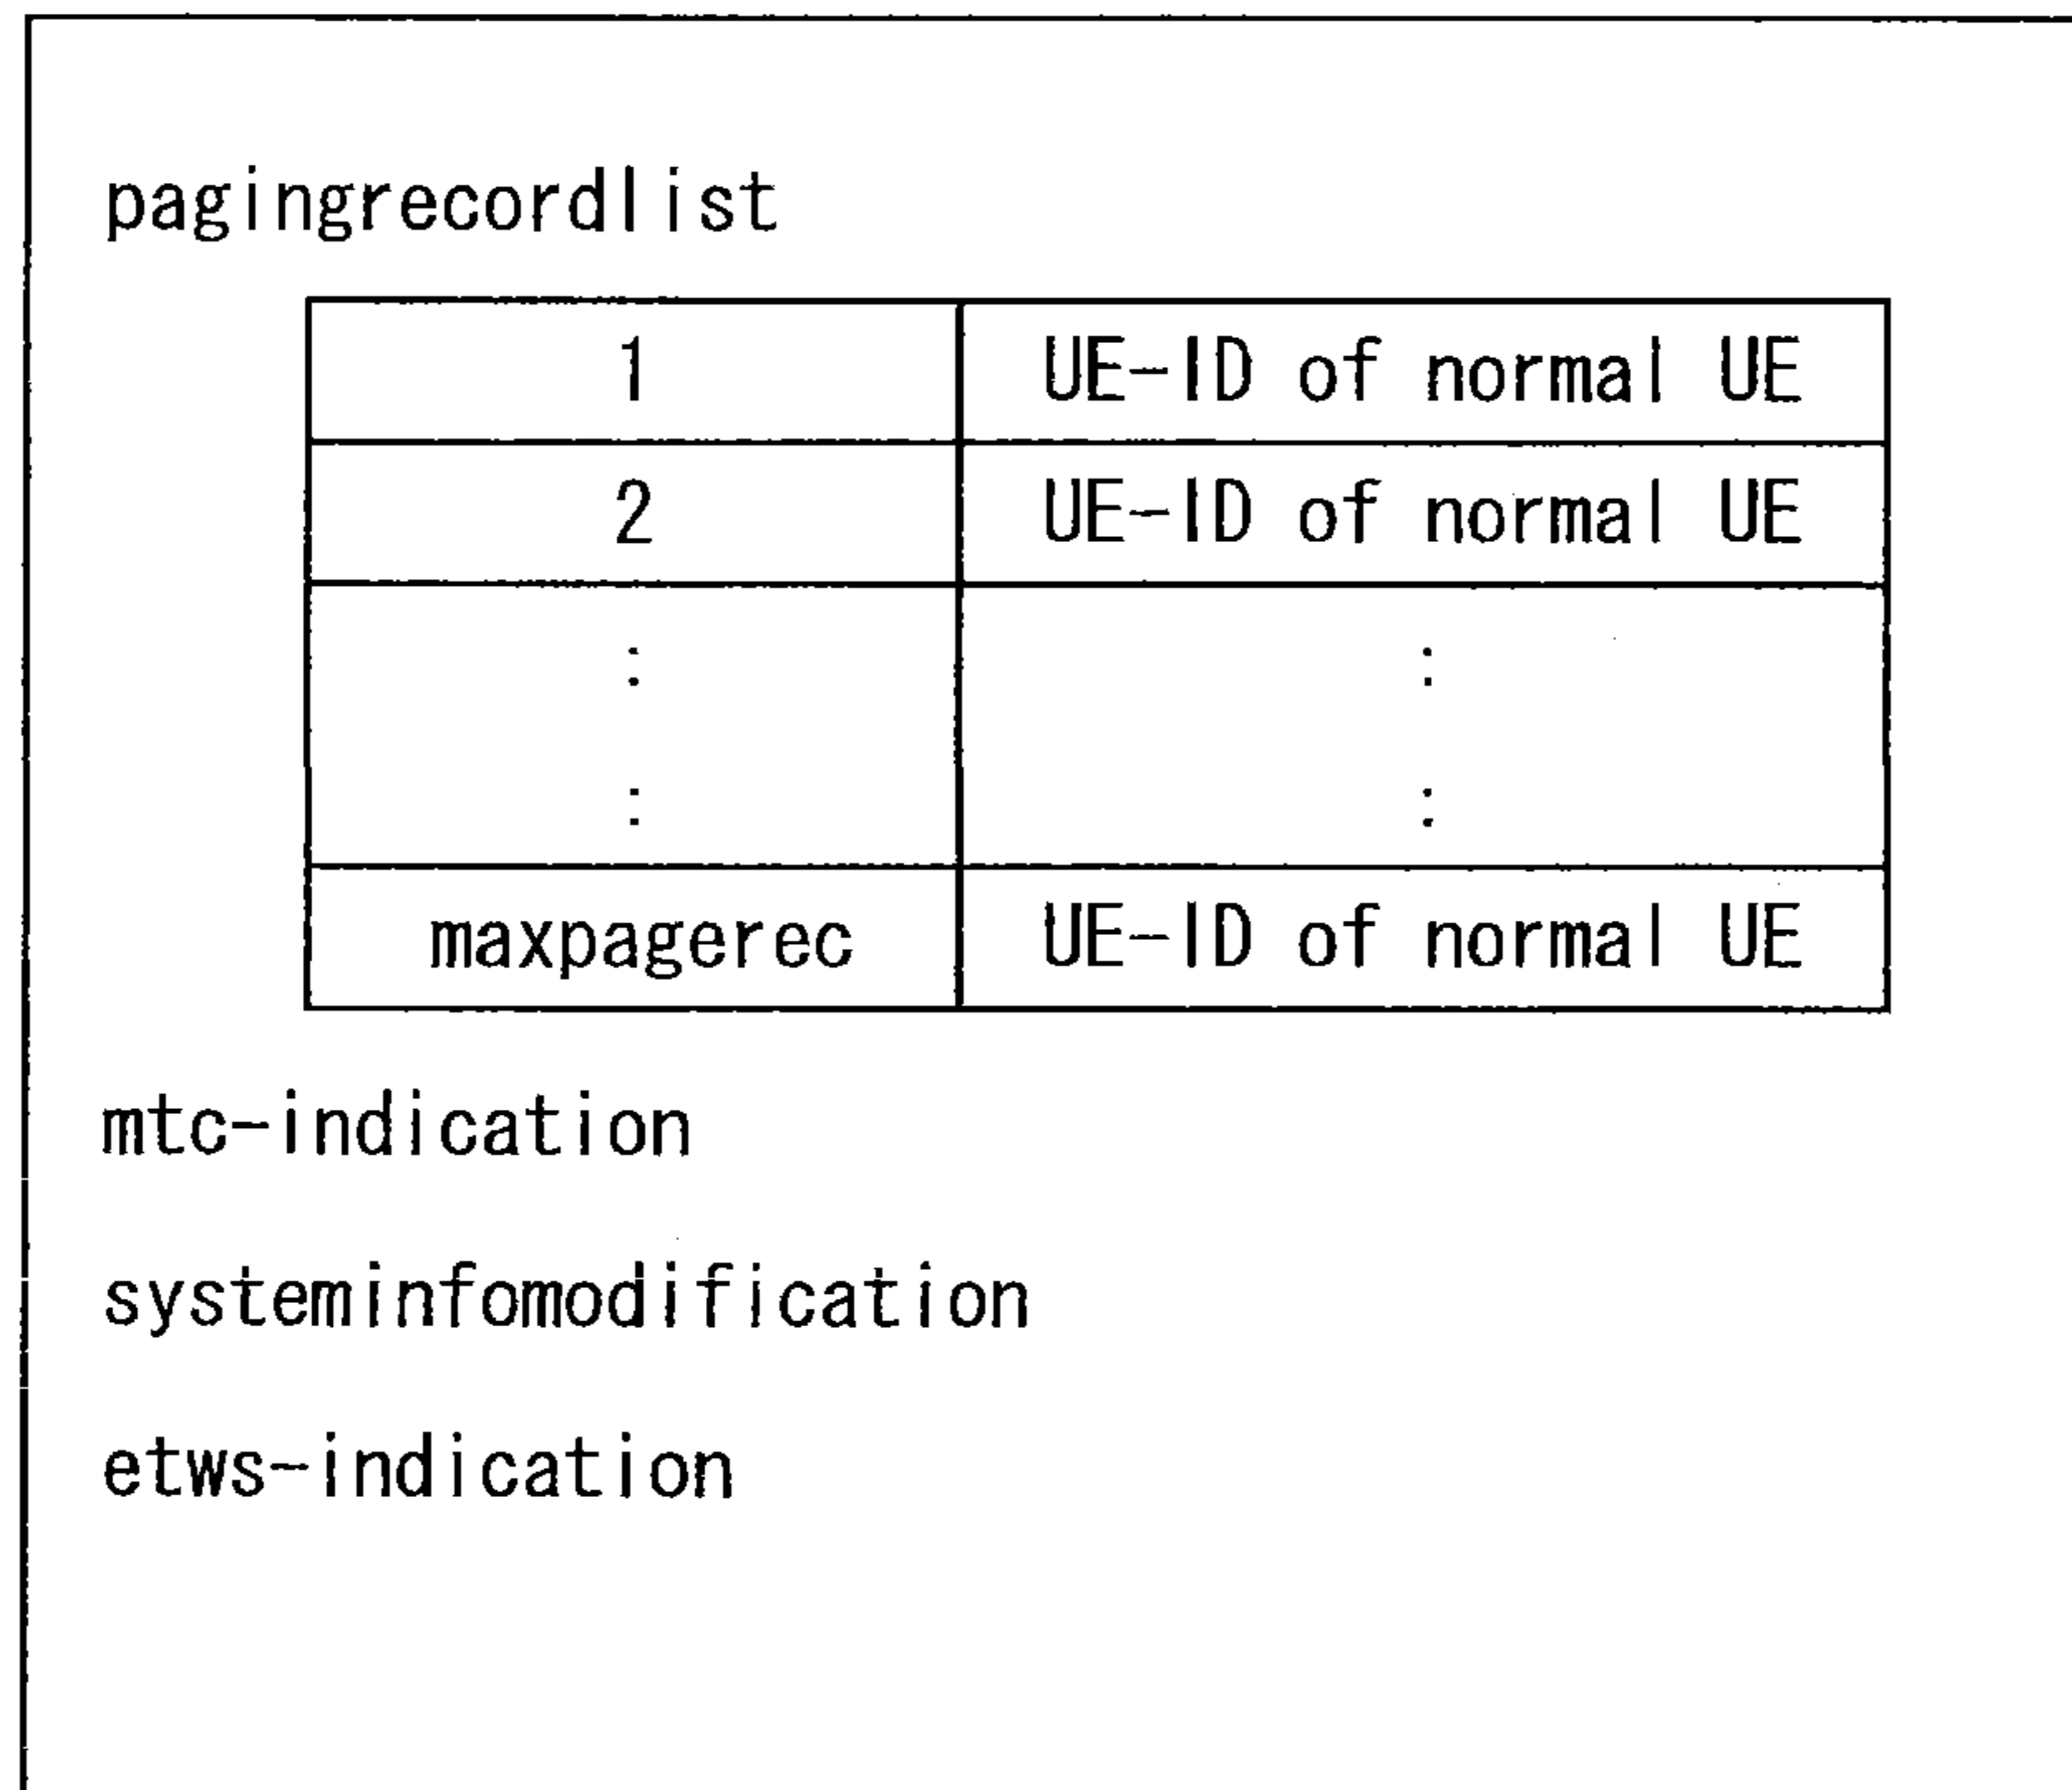 pagingrecordlist
1 UE-ID of normal UE
2 UE-ID of normal UE
: :
: :
maxpagerec UE-ID of normal UE
mtc-indication
systeminfomodification
etws-indication